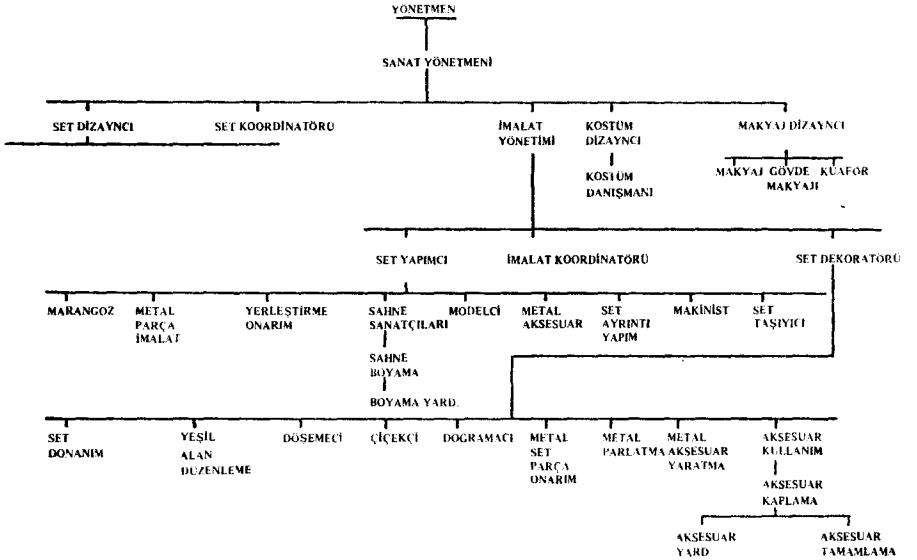 YÖNETMEN
SANAT YÖNETMENİ
SET DİZAYNCI
SET KOORDİNATÖRÜ
İMALAT
YÖNETİMİ
KOSTÜM
DİZAYNCI
KOSTÜM
DANIŞMANI
MAKYAJ DİZAYNCI
MAKYAJ
GÖVDE
MAKYAJI
KUAFÖR
SET YAPIMCI
İMALAT KOORDİNATÖRÜ
SET DEKORATÖRÜ
MARANGOZ
METAL
PARÇA
İMALAT
YERLEŞTİRME
ONARIM
SAHNE
SANATÇILARI
SAHNE
BOYAMA
BOYAMA YARD.
MODELCİ
METAL
AKSESUAR
SET
AYRINTI
YAPIM
MAKİNİST
SET
TAŞIYICI
SET
DONANIM
YEŞİL
ALAN
DÜZENLEME
DÖŞEMECİ
ÇİÇEKÇİ
DOGRAMACI
METAL
SET
PARÇA
ONARIM
METAL
PARLATMA
METAL
AKSESUAR
YARATMA
AKSESUAR
KULLANIM
AKSESUAR
KAPLAMA
AKSESUAR
YARD
AKSESUAR
TAMAMLAMA